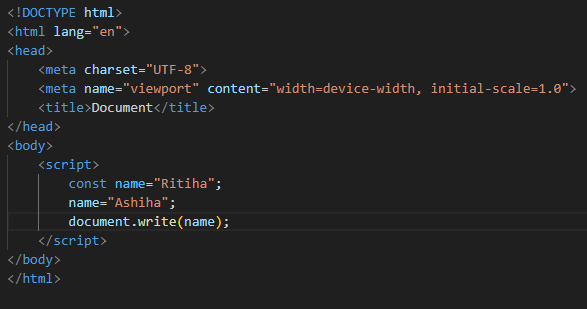 <!DOCTYPE html>
<html lang="en">
<head>
    <meta charset="UTF-8">
    <meta name="viewport" content="width=device-width, initial-scale=1.0">
    <title>Document</title>
</head>
<body>
    <script>
        const name="Ritiha";
        name="Ashiha";
        document.write(name);
    </script>
</body>
</html>